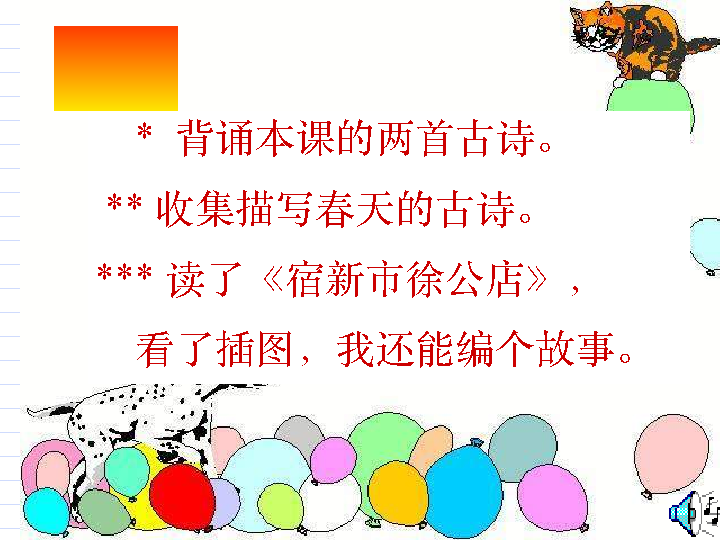 * 背诵本课的两首古诗。
** 收集描写春天的古诗。
*** 读了《宿新市徐公店》,
看了插图，我还能编个故事。